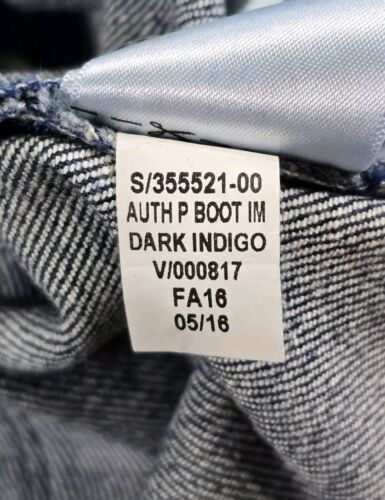 S/355521-00
AUTH P BOOT IM
DARK INDIGO
V/000817
FA16
05/16